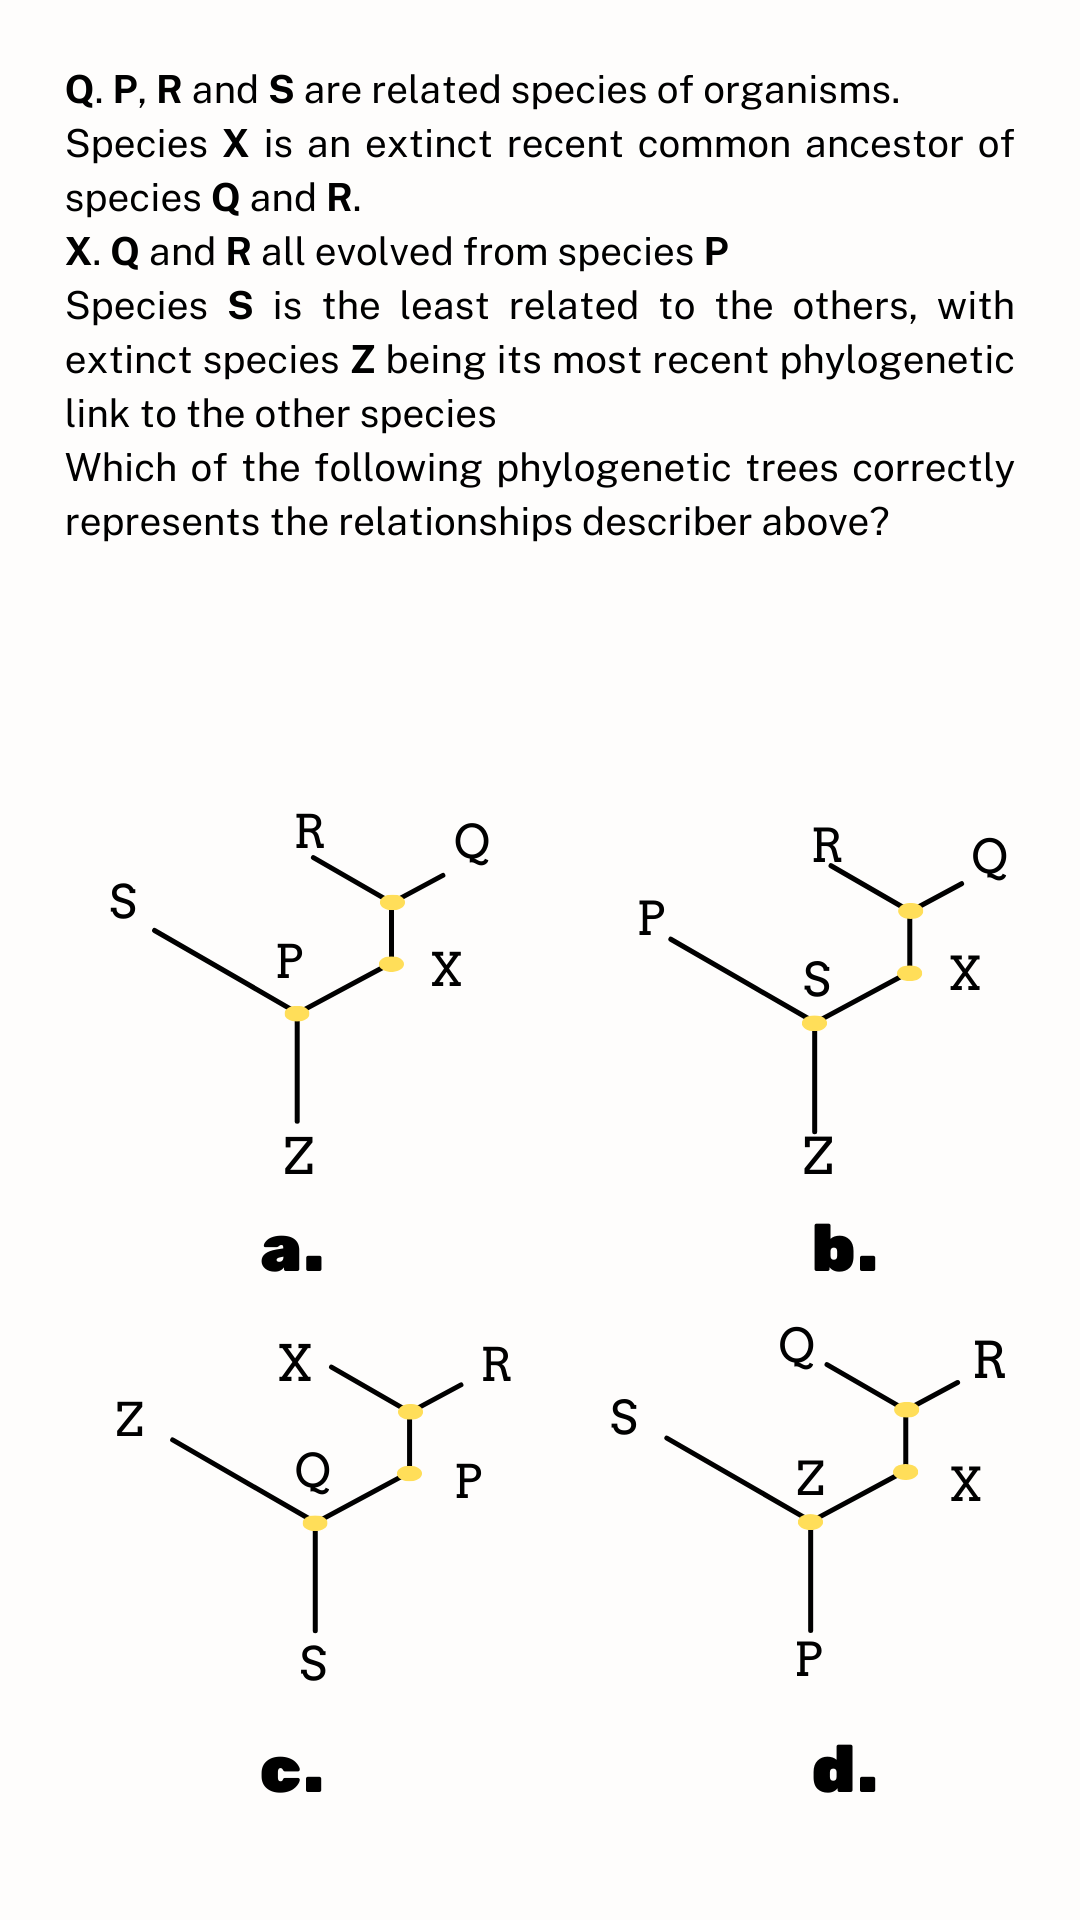 Q. P, R and S are related species of organisms.
Species X is an extinct recent common ancestor of
species Q and R.
X. Q and R all evolved from species P
Species S is the least related to the others, with
extinct species Z being its most recent phylogenetic
link to the other species
Which of the following phylogenetic trees correctly
represents the relationships describer above?
R
Q
S
P
X
Z
a.
R
Q
P
S
X
Z
b.
X
R
Z
Q
P
S
c.
Q
R
S
Z
X
P
d.